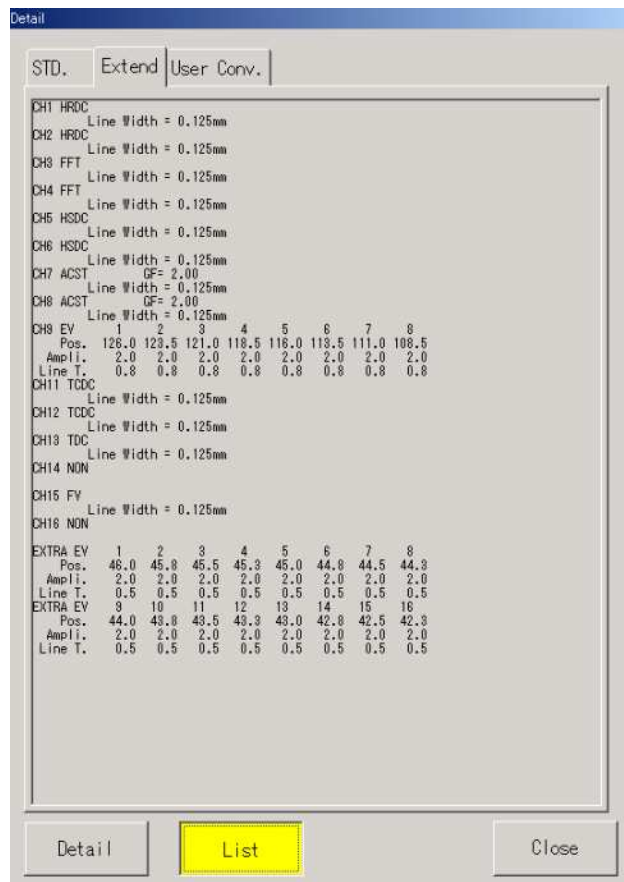 Detail
STD. Extend User Conv.
CH1 HRDC
Line Width = 0.125mm
CH2 HRDC
Line Width = 0.125mm
CH3 FFT
Line Width = 0.125mm
CH4 FFT
Line Width = 0.125mm
CH5 HSDC
Line Width = 0.125mm
CH6 HSDC
Line Width = 0.125mm
CH7 ACST GF= 2.00
Line Width = 0.125mm
CH8 ACST GF= 2.00
Line Width = 0.125mm
CH9 EV 1 2 3 4 5 6 7 8
Pos. 126.0 123.5 121.0 118.5 116.0 113.5 111.0 108.5
Ampli. 2.0 2.0 2.0 2.0 2.0 2.0 2.0 2.0
Line T. 0.8 0.8 0.8 0.8 0.8 0.8 0.8 0.8
CH11 TCDC
Line Width = 0.125mm
CH12 TCDC
Line Width = 0.125mm
CH13 TDC
Line Width = 0.125mm
CH14 NON
CH15 FV
Line Width = 0.125mm
CH16 NON
EXTRA EV 1 2 3 4 5 6 7 8
Pos. 46.0 45.8 45.5 45.3 45.0 44.8 44.5 44.3
Ampli. 2.0 2.0 2.0 2.0 2.0 2.0 2.0 2.0
Line T. 0.5 0.5 0.5 0.5 0.5 0.5 0.5 0.5
EXTRA EV 9 10 11 12 13 14 15 16
Pos. 44.0 43.8 43.5 43.3 43.0 42.8 42.5 42.3
Ampli. 2.0 2.0 2.0 2.0 2.0 2.0 2.0 2.0
Line T. 0.5 0.5 0.5 0.5 0.5 0.5 0.5 0.5
Detail List Close